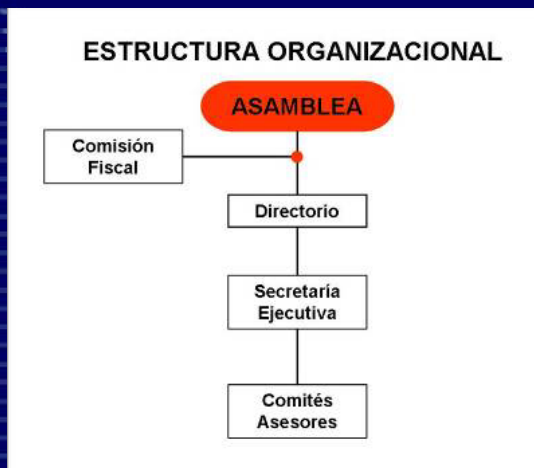 ESTRUCTURA ORGANIZACIONAL
ASAMBLEA
Comisión
Fiscal
Directorio
Secretaría
Ejecutiva
Comités
Asesores